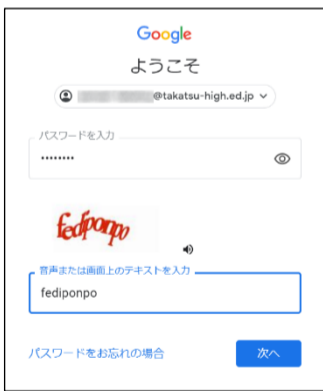 Google
ようこそ
@takatsu-high.ed.jp
パスワードを入力
••••••••
fediponpo
音声または画面上のテキストを入力
fediponpo
パスワードをお忘れの場合
次へ